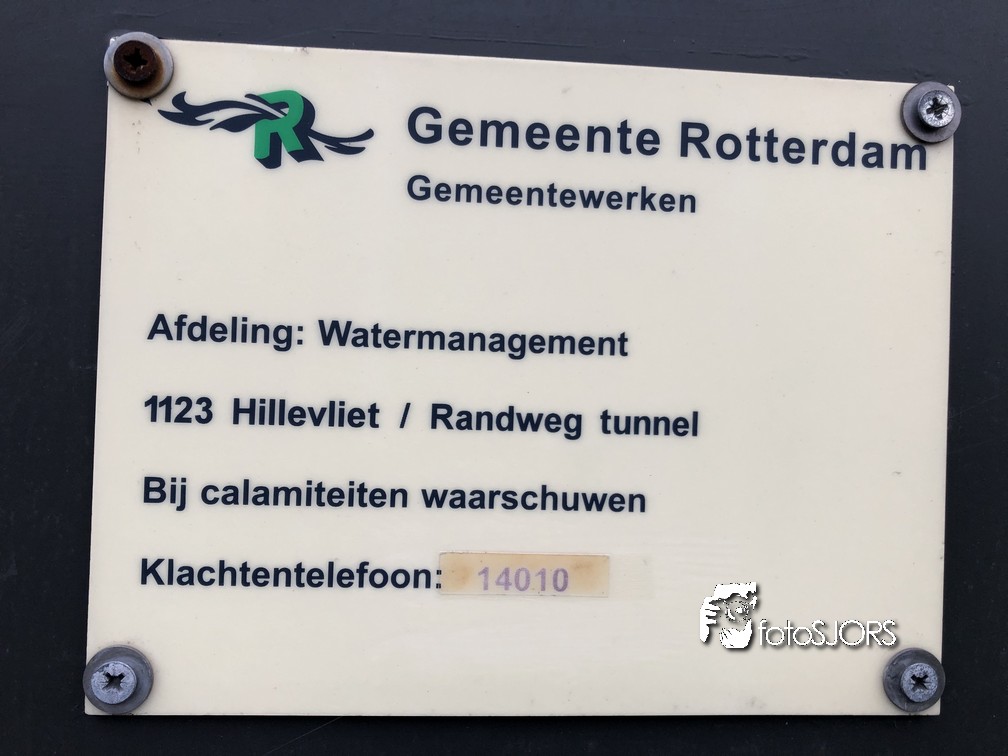 R
Gemeente Rotterdam
Gemeentewerken
Afdeling: Watermanagement
1123 Hillevliet / Randweg tunnel
Bij calamiteiten waarschuwen
Klachtentelefoon: 14010
fotoSJORS